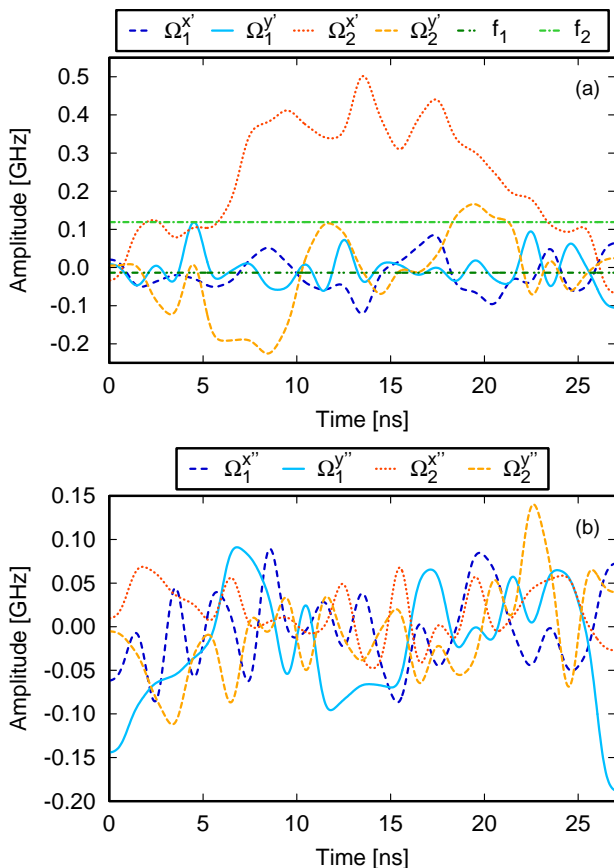 Ω₁ˣ' Ω₁ʸ' Ω₂ˣ' Ω₂ʸ' f₁ f₂
(a)
Amplitude [GHz]
0.5
0.4
0.3
0.2
0.1
0.0
-0.1
-0.2
0 5 10 15 20 25
Time [ns]
Ω₁ˣ'' Ω₁ʸ'' Ω₂ˣ'' Ω₂ʸ''
(b)
Amplitude [GHz]
0.15
0.10
0.05
0.00
-0.05
-0.10
-0.15
-0.20
0 5 10 15 20 25
Time [ns]